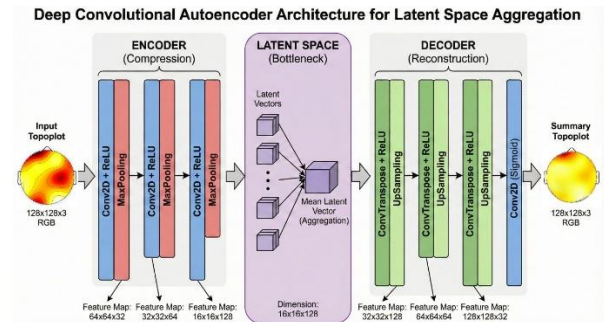 Deep Convolutional Autoencoder Architecture for Latent Space Aggregation
ENCODER
(Compression)
LATENT SPACE
(Bottleneck)
DECODER
(Reconstruction)
Input
Topoplot
128x128x3
RGB
Conv2D + ReLU
MaxPooling
Conv2D + ReLU
MaxPooling
Conv2D + ReLU
MaxPooling
Feature Map:
64x64x32
Feature Map:
32x32x64
Feature Map:
16x16x128
Latent
Vectors
Mean Latent
Vector
(Aggregation)
Dimension:
16x16x128
ConvTranspose + ReLU
UpSampling
ConvTranspose + ReLU
UpSampling
ConvTranspose + ReLU
UpSampling
Conv2D (Sigmoid)
Feature Map:
32x32x128
Feature Map:
64x64x64
Feature Map:
128x128x32
Summary
Topoplot
128x128x3
RGB